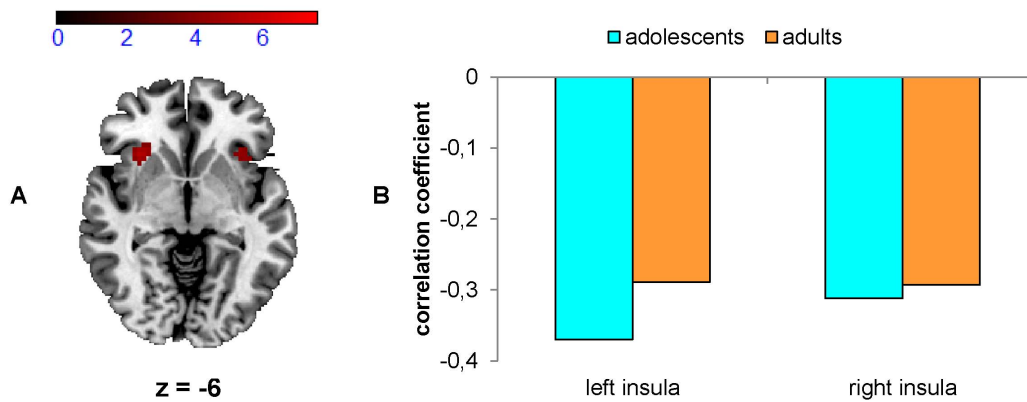 0 2 4 6
A
z = -6
B
adolescents adults
correlation coefficient
0
-0,1
-0,2
-0,3
-0,4
left insula right insula